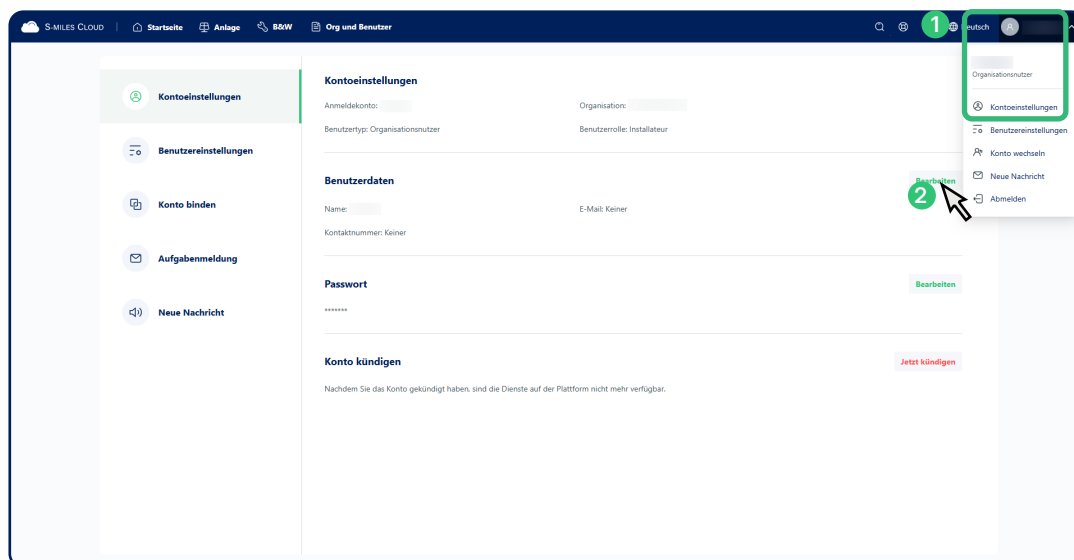 S-MILES CLOUD Startseite Anlage B&W Org und Benutzer 1 eutsch
Organisationsnutzer
Kontoeinstellungen
Benutzereinstellungen
Konto wechseln
Neue Nachricht
Abmelden
Kontoeinstellungen
Benutzereinstellungen
Konto binden
Aufgabenmeldung
Neue Nachricht
Kontoeinstellungen
Anmeldekonto: Organisation:
Benutzertyp: Organisationsnutzer Benutzerrolle: Installateur
Benutzerdaten Bearbeiten
2
Name: E-Mail: Keiner
Kontaktnummer: Keiner
Passwort Bearbeiten
*******
Konto kündigen Jetzt kündigen
Nachdem Sie das Konto gekündigt haben, sind die Dienste auf der Plattform nicht mehr verfügbar.